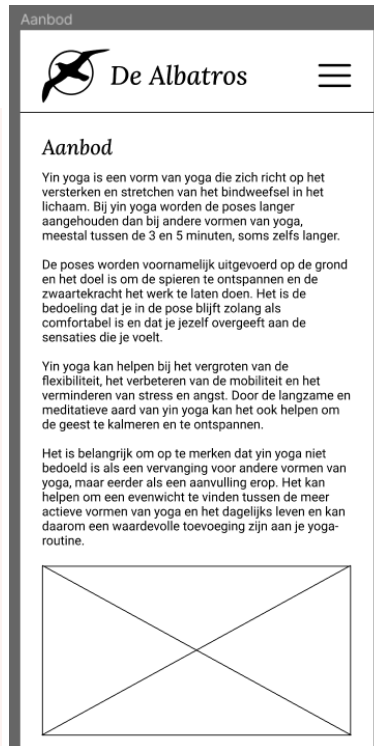 Aanbod
De Albatros
Aanbod
Yin yoga is een vorm van yoga die zich richt op het
versterken en stretchen van het bindweefsel in het
lichaam. Bij yin yoga worden de poses langer
aangehouden dan bij andere vormen van yoga,
meestal tussen de 3 en 5 minuten, soms zelfs langer.
De poses worden voornamelijk uitgevoerd op de grond
en het doel is om de spieren te ontspannen en de
zwaartekracht het werk te laten doen. Het is de
bedoeling dat je in de pose blijft zolang als
comfortabel is en dat je jezelf overgeeft aan de
sensaties die je voelt.
Yin yoga kan helpen bij het vergroten van de
flexibiliteit, het verbeteren van de mobiliteit en het
verminderen van stress en angst. Door de langzame en
meditatieve aard van yin yoga kan het ook helpen om
de geest te kalmeren en te ontspannen.
Het is belangrijk om op te merken dat yin yoga niet
bedoeld is als een vervanging voor andere vormen van
yoga, maar eerder als een aanvulling erop. Het kan
helpen om een evenwicht te vinden tussen de meer
actieve vormen van yoga en het dagelijks leven en kan
daarom een waardevolle toevoeging zijn aan je yoga-
routine.